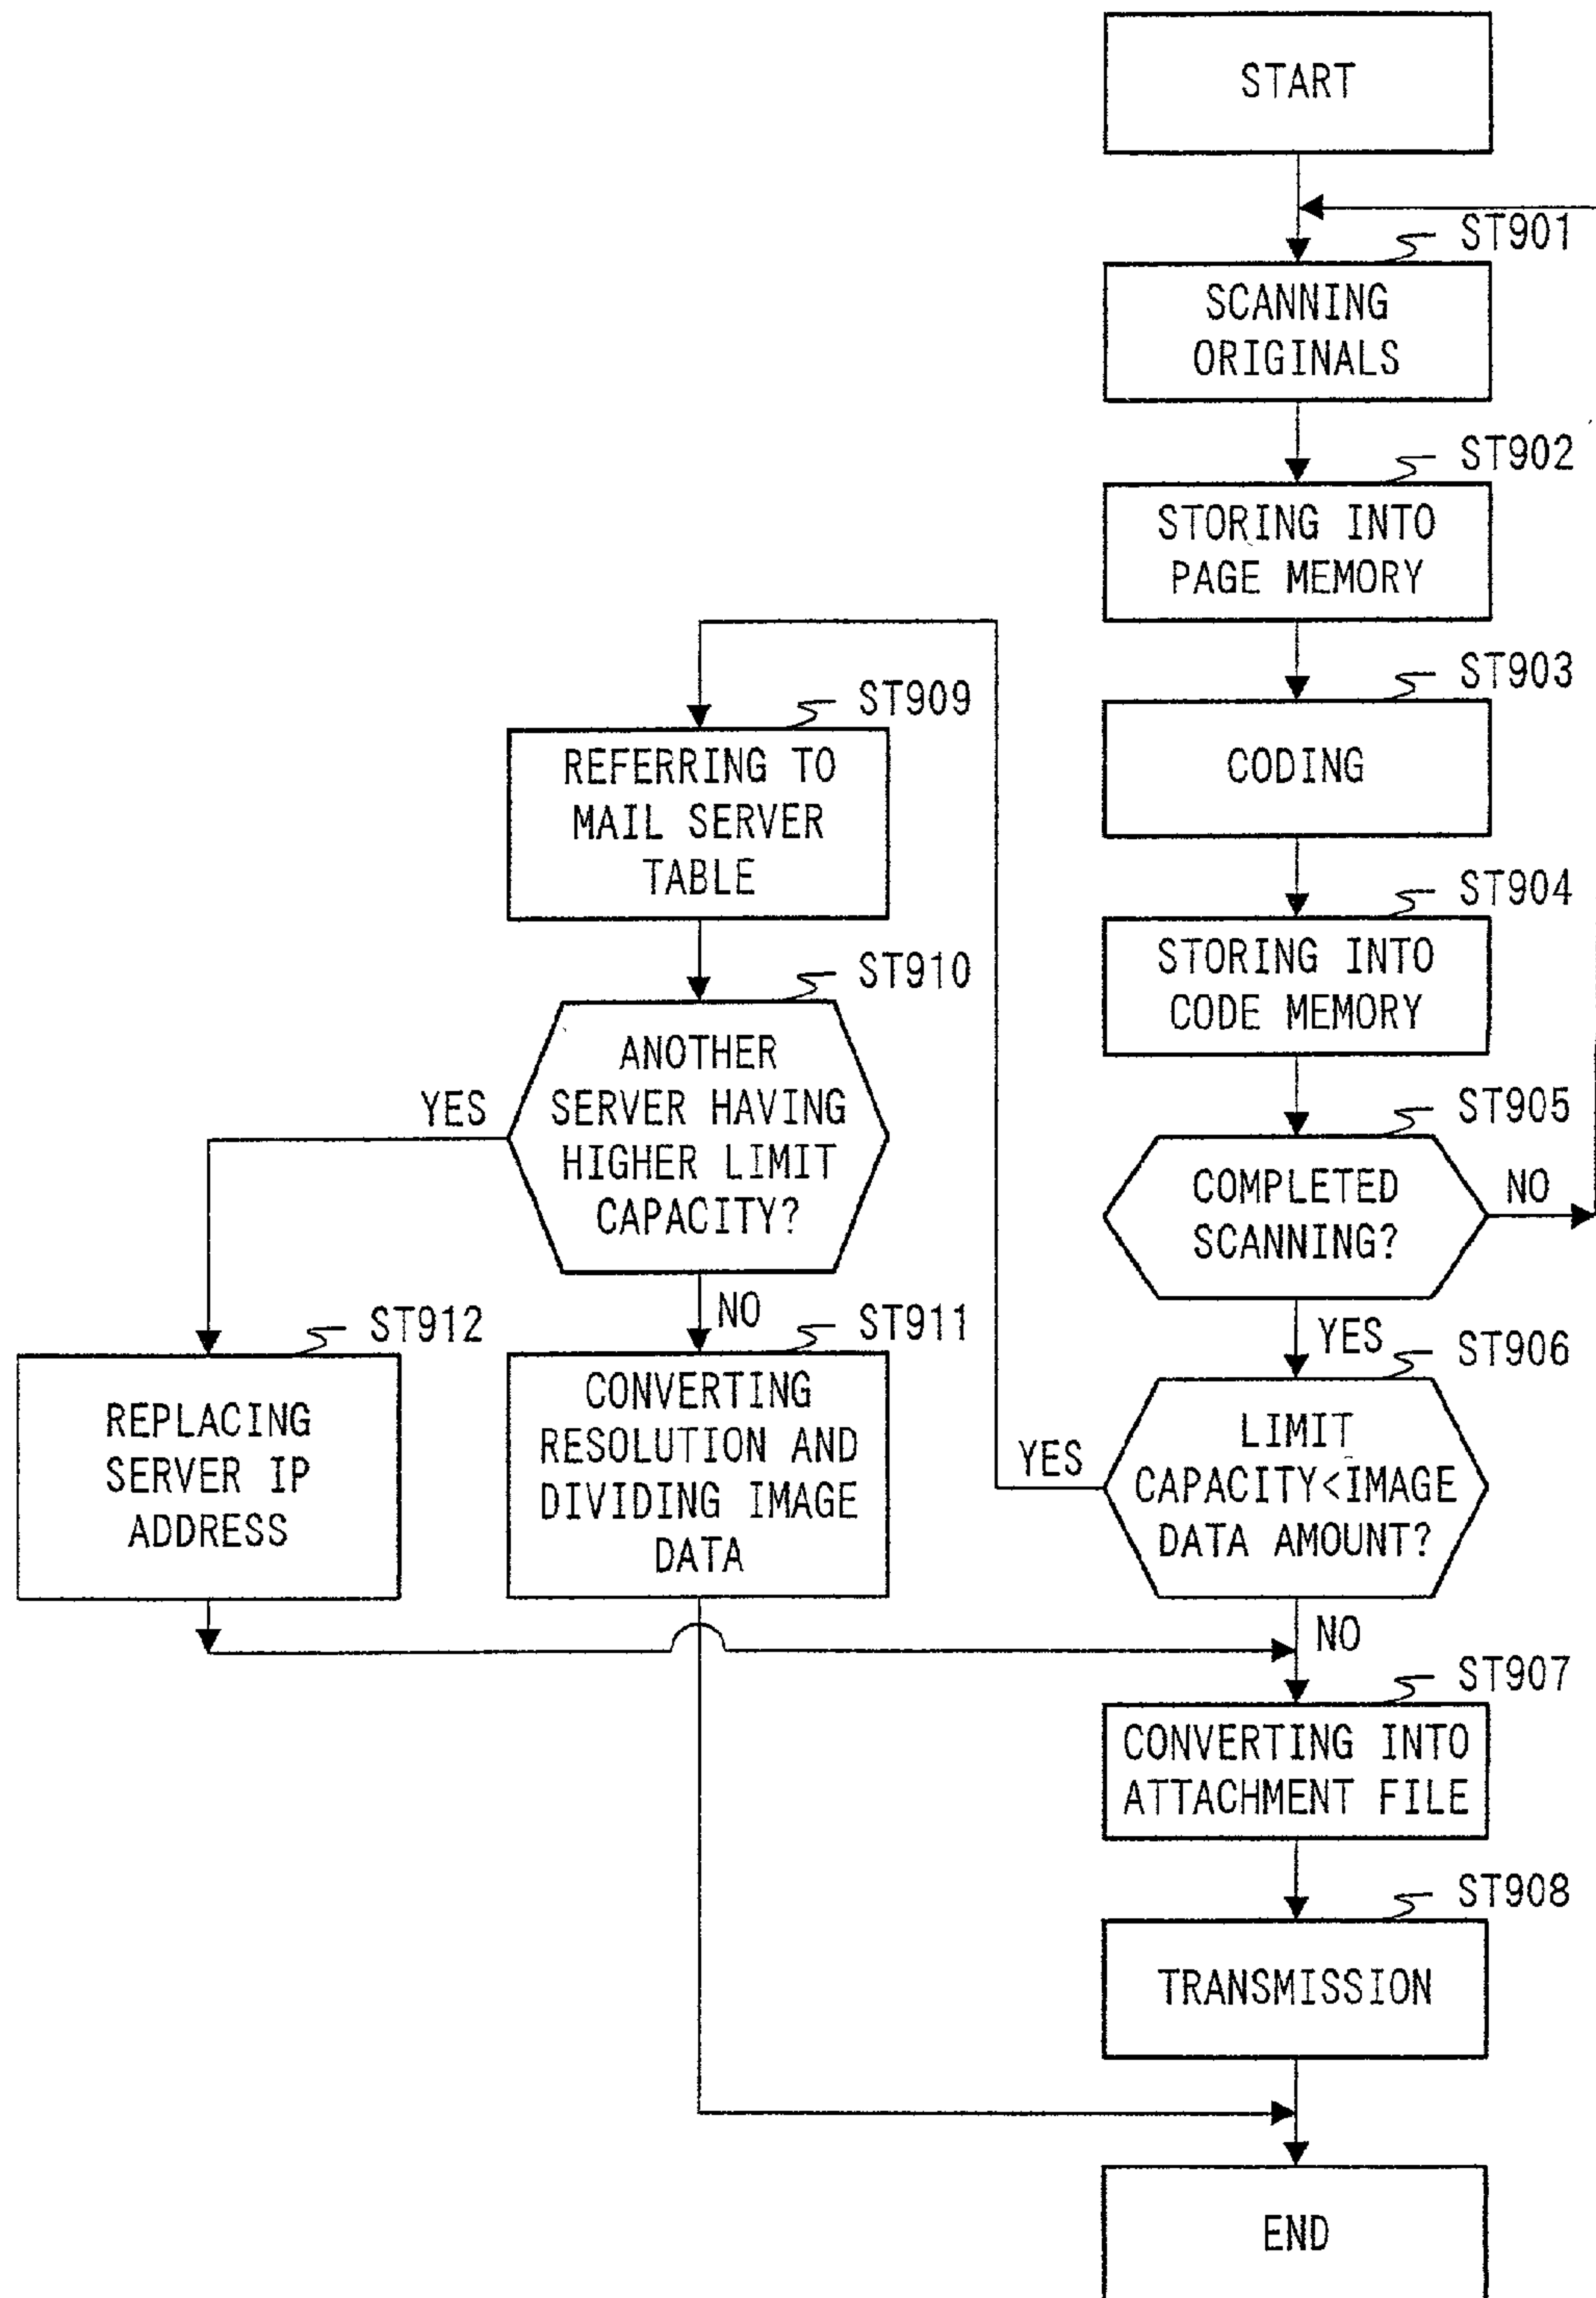 START
ST901
SCANNING
ORIGINALS
ST902
STORING INTO
PAGE MEMORY
ST903
CODING
ST904
STORING INTO
CODE MEMORY
ST905
COMPLETED
SCANNING?
NO
YES
ST906
LIMIT
CAPACITY<IMAGE
DATA AMOUNT?
YES
NO
ST907
CONVERTING INTO
ATTACHMENT FILE
ST908
TRANSMISSION
END
ST909
REFERRING TO
MAIL SERVER
TABLE
ST910
ANOTHER
SERVER HAVING
HIGHER LIMIT
CAPACITY?
YES
NO
ST911
CONVERTING
RESOLUTION AND
DIVIDING IMAGE
DATA
ST912
REPLACING
SERVER IP
ADDRESS